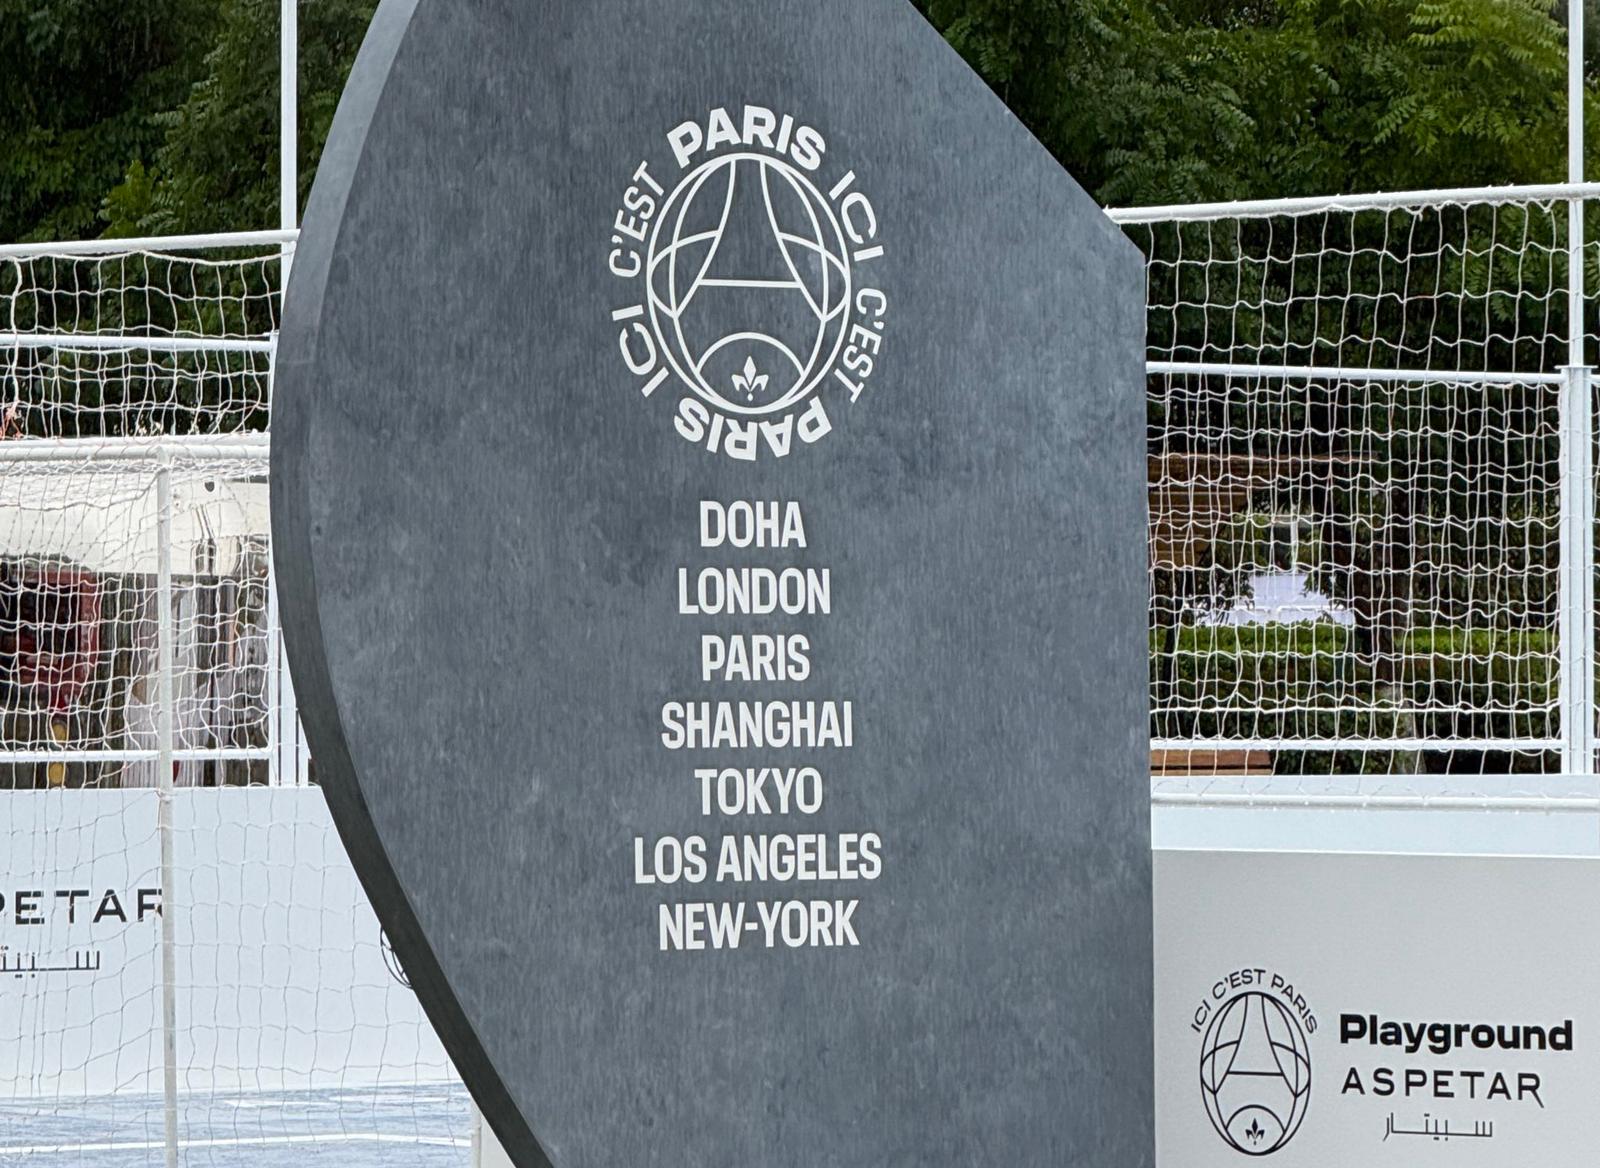 ICI C'EST PARIS ICI C'EST PARIS
DOHA
LONDON
PARIS
SHANGHAI
TOKYO
LOS ANGELES
NEW-YORK
PETAR
ICI C'EST PARIS
Playground
ASPETAR
سبيتار